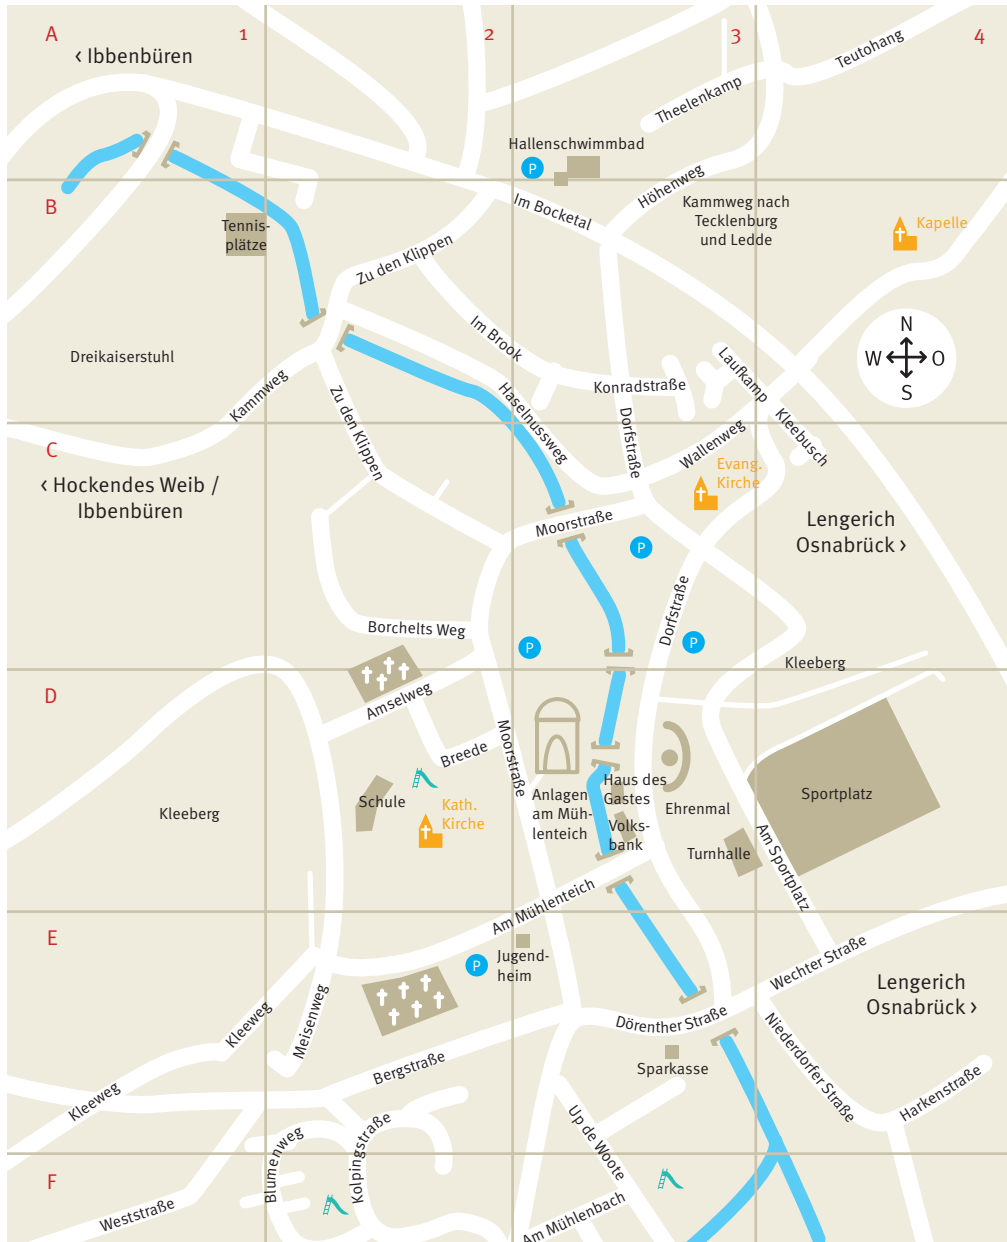 A
1
2
3
4
< Ibbenbüren
Teutohang
Theelenkamp
Hallenschwimmbad
P
B
Höhenweg
Im Bocketal
Kammweg nach
Tecklenburg
und Ledde
Kapelle
Tennis-
plätze
Zu den Klippen
N
W
O
S
Im Brook
Dreikaiserstuhl
Kammweg
Zu den Klippen
Haselnussweg
Konradstraße
Laufkamp
Kleebusch
Dorfstraße
Wallenweg
C
< Hockendes Weib /
Ibbenbüren
Evang.
Kirche
Moorstraße
Lengerich
Osnabrück >
P
Borchelts Weg
P
Dorfstraße
P
Kleeberg
D
Amselweg
Breede
Moorstraße
Schule
Kath.
Kirche
Kleeberg
Anlagen
am Müh-
lenteich
Haus des
Gastes
Volks-
bank
Ehrenmal
Turnhalle
Sportplatz
Am Sportplatz
Am Mühlenteich
E
P
Jugend-
heim
Wechter Straße
Lengerich
Osnabrück >
Kleeweg
Meisenweg
Dörenther Straße
Niederdorfer Straße
Bergstraße
Sparkasse
Harkenstraße
Kleeweg
Up de Woote
F
Blumenweg
Kolpingstraße
Weststraße
Am Mühlenbach